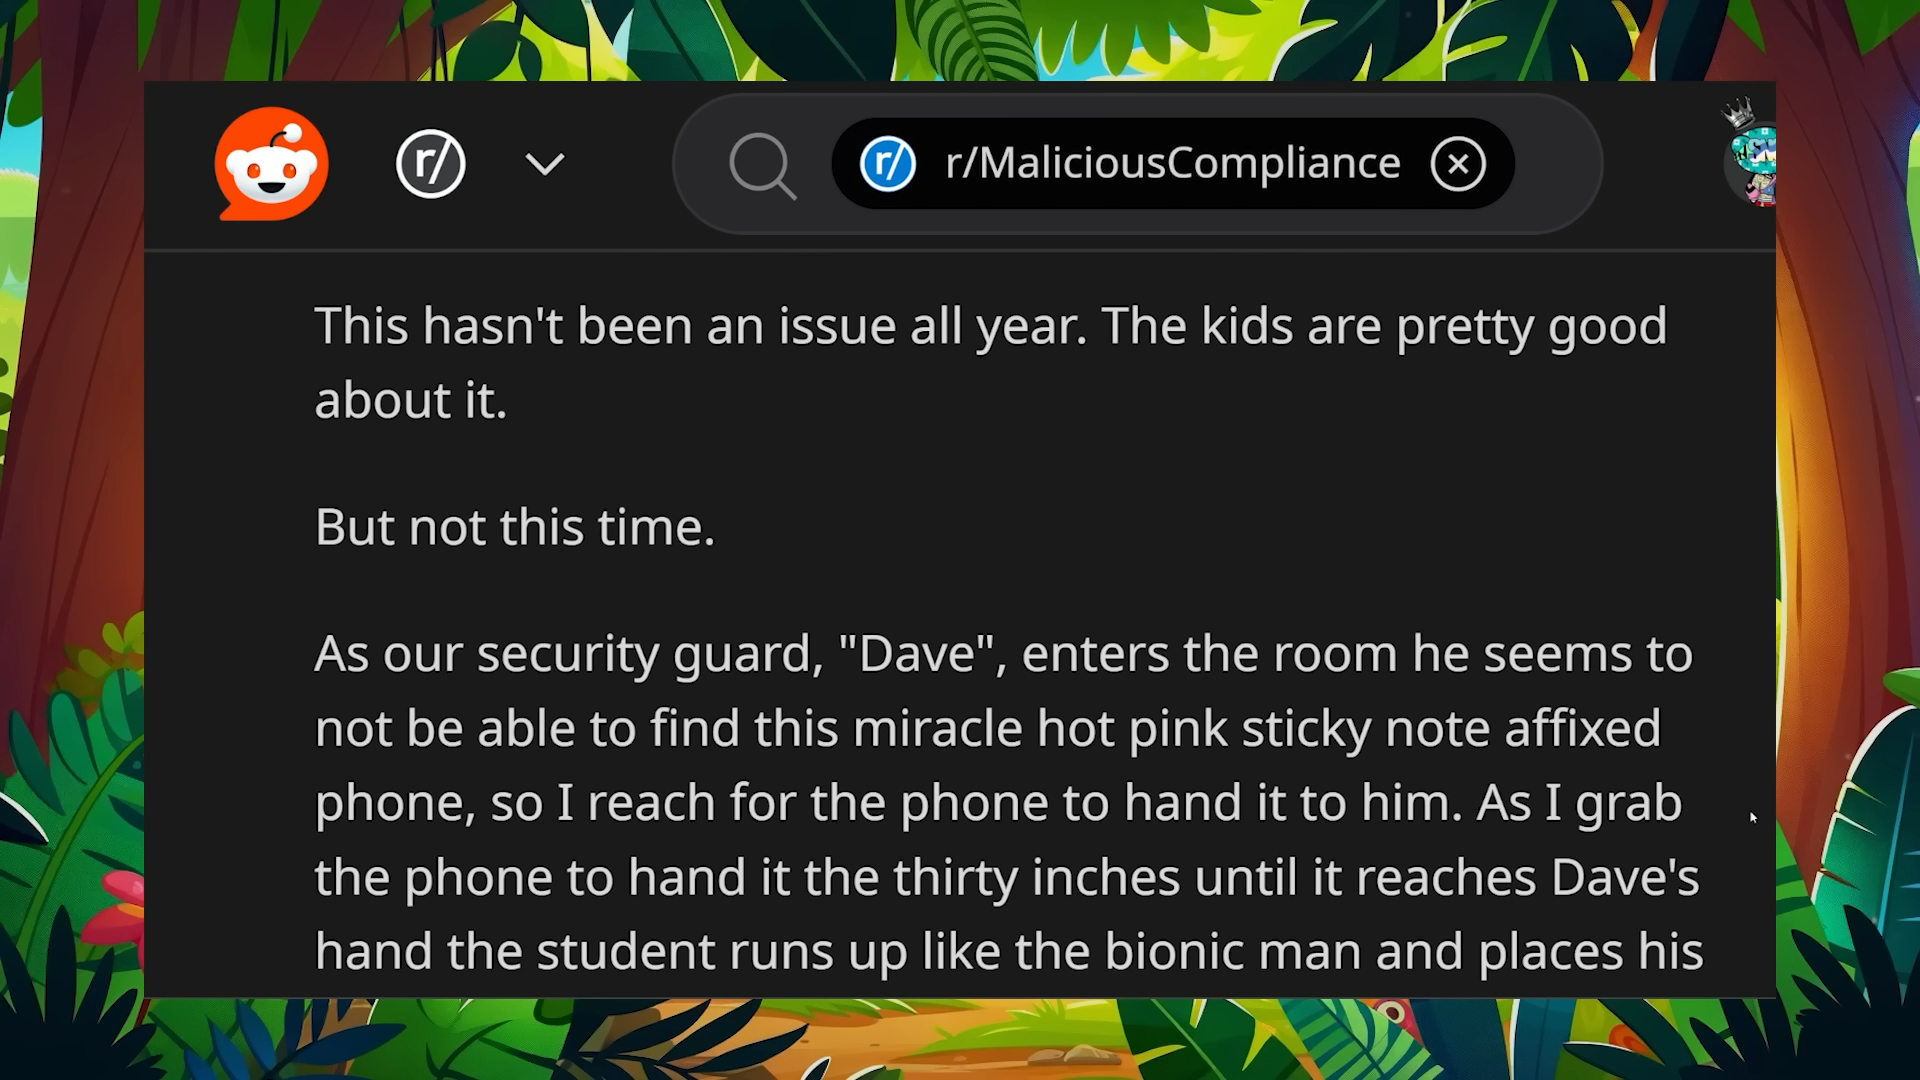 r/
r/ r/MaliciousCompliance
This hasn't been an issue all year. The kids are pretty good
about it.
But not this time.
As our security guard, "Dave", enters the room he seems to
not be able to find this miracle hot pink sticky note affixed
phone, so I reach for the phone to hand it to him. As I grab
the phone to hand it the thirty inches until it reaches Dave's
hand the student runs up like the bionic man and places his